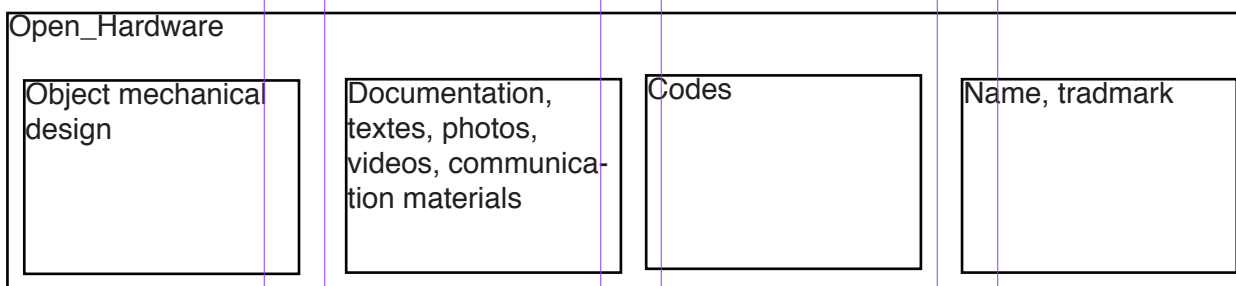 Open_Hardware
Object mechanical
design
Documentation,
textes, photos,
videos, communica-
tion materials
Codes
Name, tradmark